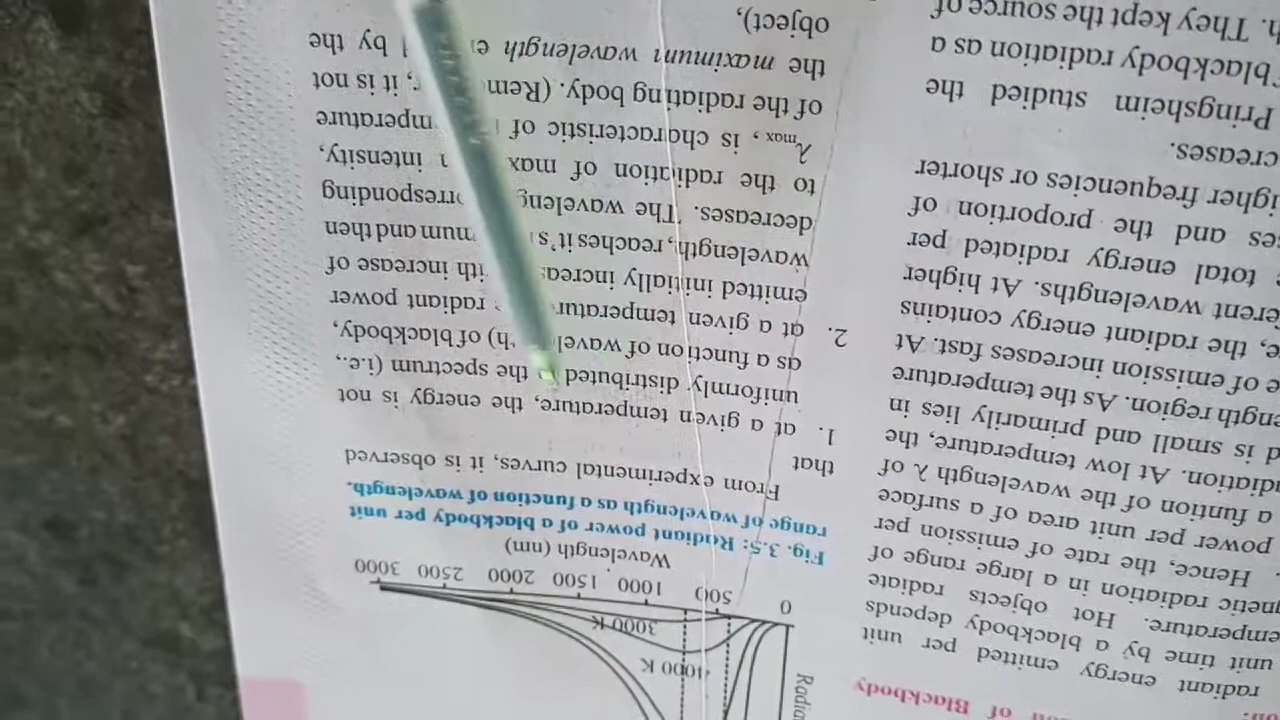 of Blackbody
radiant energy emitted per unit
unit time by a blackbody depends
emperature. Hot objects radiate
netic radiation in a large range of
. Hence, the rate of emission per
power per unit area of a surface
a funtion of the wavelength λ of
adiation. At low temperature, the
d is small and primarily lies in
length region. As the temperature
e of emission increases fast. At
e, the radiant energy contains
erent wavelengths. At higher
total energy radiated per
es and the proportion of
igher frequencies or shorter
creases.
Pringsheim studied the
blackbody radiation as a
h. They kept the source of
Radia
4000 K
3000 K
0 500 1000 1500 2000 2500 3000
Wavelength (nm)
Fig. 3.5: Radiant power of a blackbody per unit
range of wavelength as a function of wavelength.
From experimental curves, it is observed
that
1. at a given temperature, the energy is not
uniformly distributed the spectrum (i.e.,
as a function of wavel th) of blackbody,
2. at a given temperatur radiant power
emitted initially increa ith increase of
wavelength, reaches it's mum and then
decreases. The waveleng orresponding
to the radiation of max m intensity,
λmax, is characteristic of mperature
of the radiating body. (Rem r, it is not
the maximum wavelength e d by the
object),